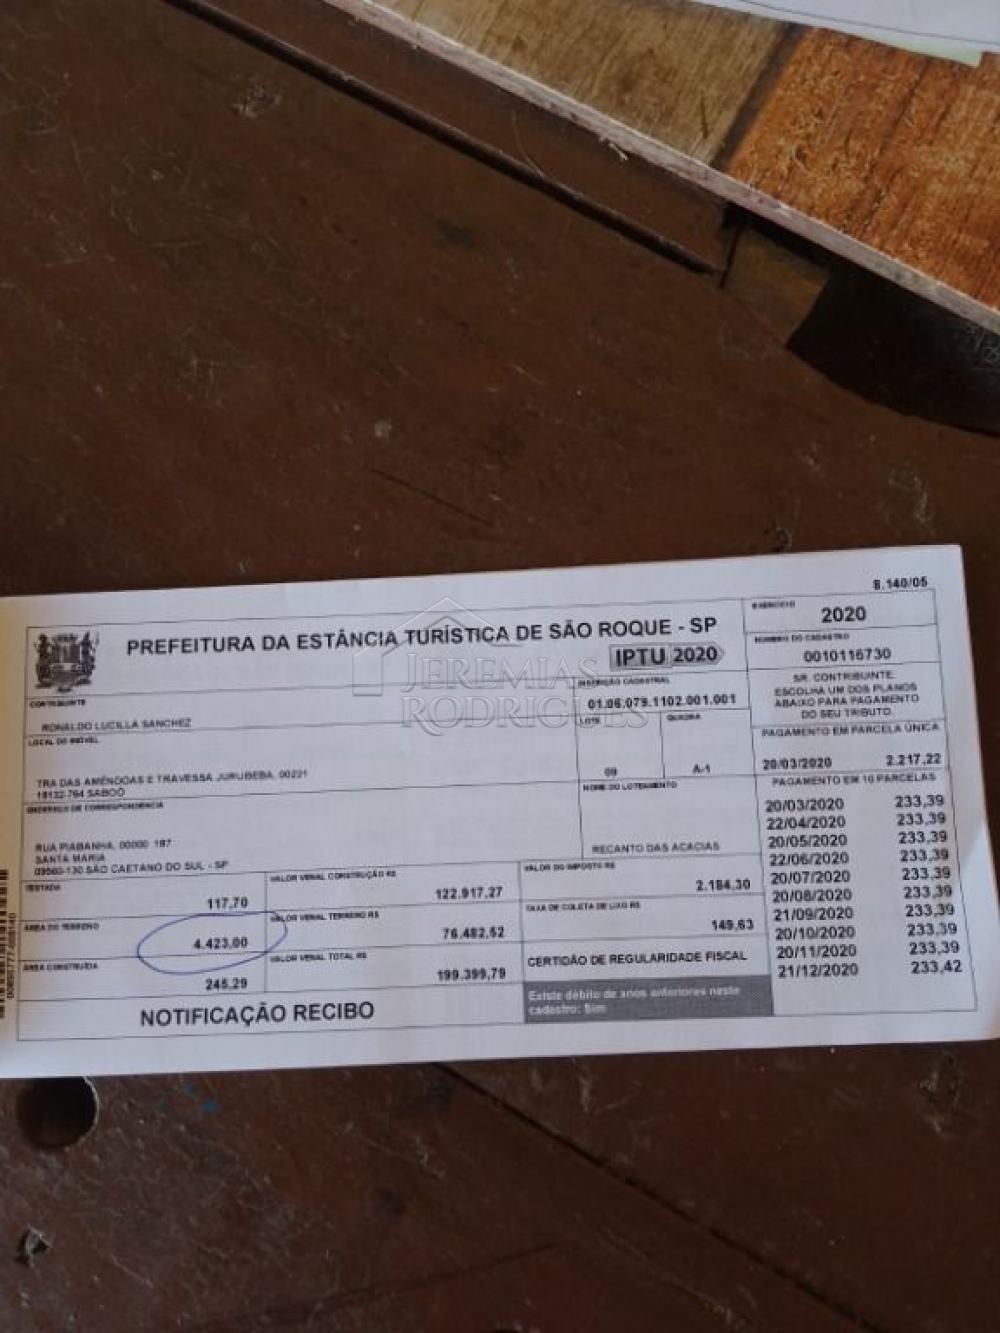 8.140/05
PREFEITURA DA ESTÂNCIA TURÍSTICA DE SÃO ROQUE - SP
IPTU 2020
EXERCÍCIO
2020
NÚMERO DO CADASTRO
0010116730
CONTRIBUINTE
RONALDO LUCILLA SANCHEZ
INSCRIÇÃO CADASTRAL
01.06.079.1102.001.001
SR. CONTRIBUINTE.
ESCOLHA UM DOS PLANOS
ABAIXO PARA PAGAMENTO
DO SEU TRIBUTO.
JEREMIAS
RODRIGUES
LOCAL DO IMÓVEL
TRA DAS AMÊNDOAS E TRAVESSA JURUBEBA, 00221
18132-764 SABOÓ
LOTE
09
QUADRA
A-1
PAGAMENTO EM PARCELA ÚNICA
20/03/2020 2.217,22
ENDEREÇO DE CORRESPONDÊNCIA
RUA PIABANHA, 00000 187
SANTA MARIA
09560-130 SÃO CAETANO DO SUL - SP
NOME DO LOTEAMENTO
RECANTO DAS ACACIAS
PAGAMENTO EM 10 PARCELAS
20/03/2020 233,39
22/04/2020 233,39
20/05/2020 233,39
22/06/2020 233,39
20/07/2020 233,39
20/08/2020 233,39
21/09/2020 233,39
20/10/2020 233,39
20/11/2020 233,39
21/12/2020 233,42
TESTADA
117,70
VALOR VENAL CONSTRUÇÃO R$
122.917,27
VALOR DO IMPOSTO R$
2.184,30
ÁREA DO TERRENO
4.423,00
VALOR VENAL TERRENO R$
76.482,52
TAXA DE COLETA DE LIXO R$
149,63
ÁREA CONSTRUÍDA
245,29
VALOR VENAL TOTAL R$
199.399,79
CERTIDÃO DE REGULARIDADE FISCAL
Existe débito de anos anteriores neste
cadastro: Sim
NOTIFICAÇÃO RECIBO